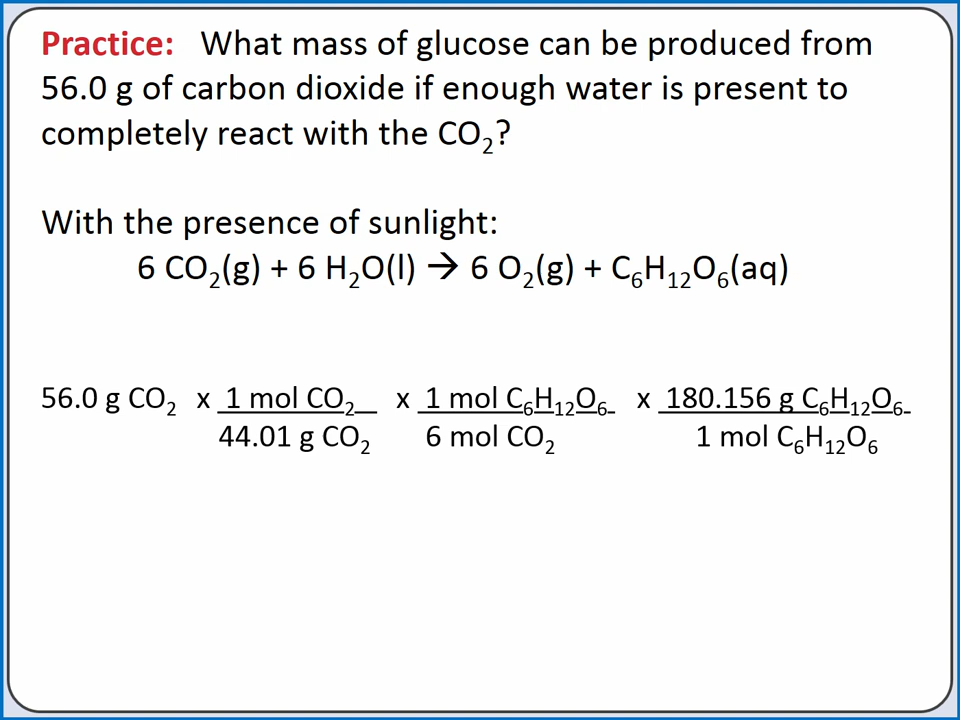 Practice: What mass of glucose can be produced from
56.0 g of carbon dioxide if enough water is present to
completely react with the CO₂?
With the presence of sunlight:
6 CO₂(g) + 6 H₂O(l) → 6 O₂(g) + C₆H₁₂O₆(aq)
56.0 g CO₂ x 1 mol CO₂ x 1 mol C₆H₁₂O₆ x 180.156 g C₆H₁₂O₆
44.01 g CO₂ 6 mol CO₂ 1 mol C₆H₁₂O₆